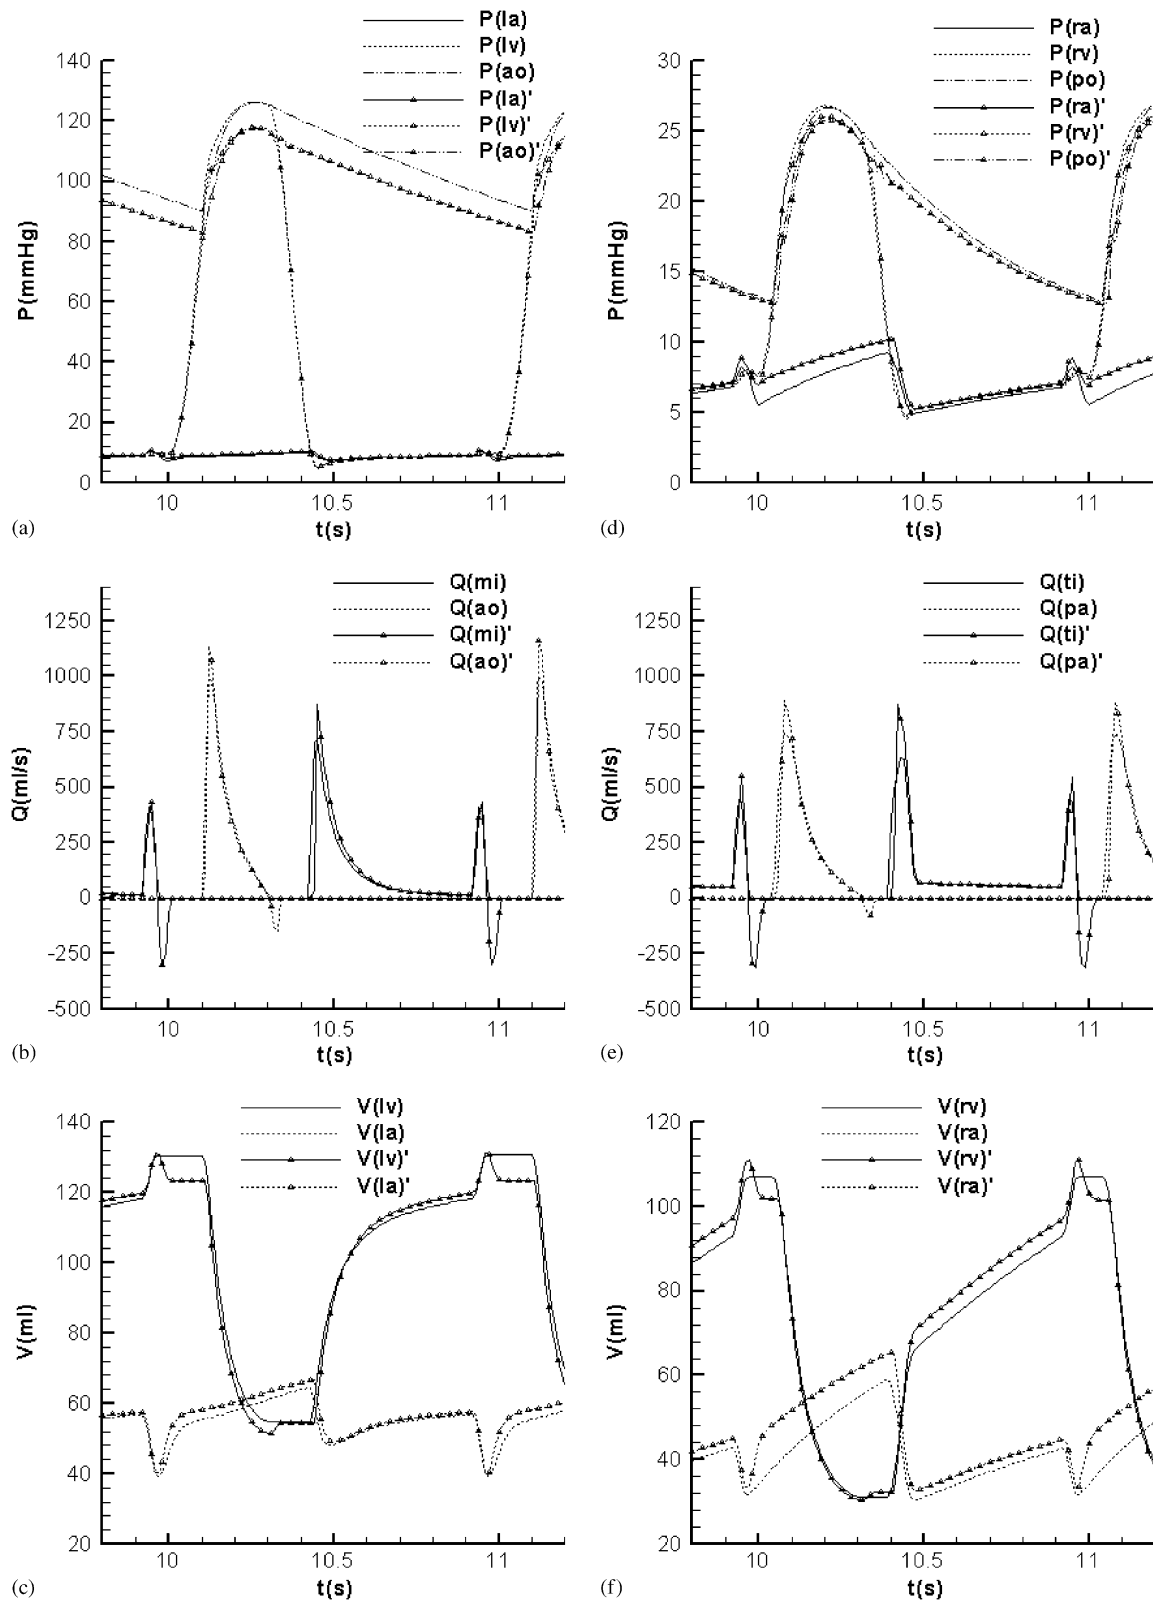 P(la)
P(lv)
P(ao)
P(la)'
P(lv)'
P(ao)'
140
120
100
80
60
40
20
0
P(mmHg)
10
10.5
11
t(s)
(a)
P(ra)
P(rv)
P(po)
P(ra)'
P(rv)'
P(po)'
30
25
20
15
10
5
0
P(mmHg)
10
10.5
11
t(s)
(d)
Q(mi)
Q(ao)
Q(mi)'
Q(ao)'
1250
1000
750
500
250
0
-250
-500
Q(ml/s)
10
10.5
11
t(s)
(b)
Q(ti)
Q(pa)
Q(ti)'
Q(pa)'
1250
1000
750
500
250
0
-250
-500
Q(ml/s)
10
10.5
11
t(s)
(e)
V(lv)
V(la)
V(lv)'
V(la)'
140
120
100
80
60
40
20
V(ml)
10
10.5
11
t(s)
(c)
V(rv)
V(ra)
V(rv)'
V(ra)'
120
100
80
60
40
20
V(ml)
10
10.5
11
t(s)
(f)